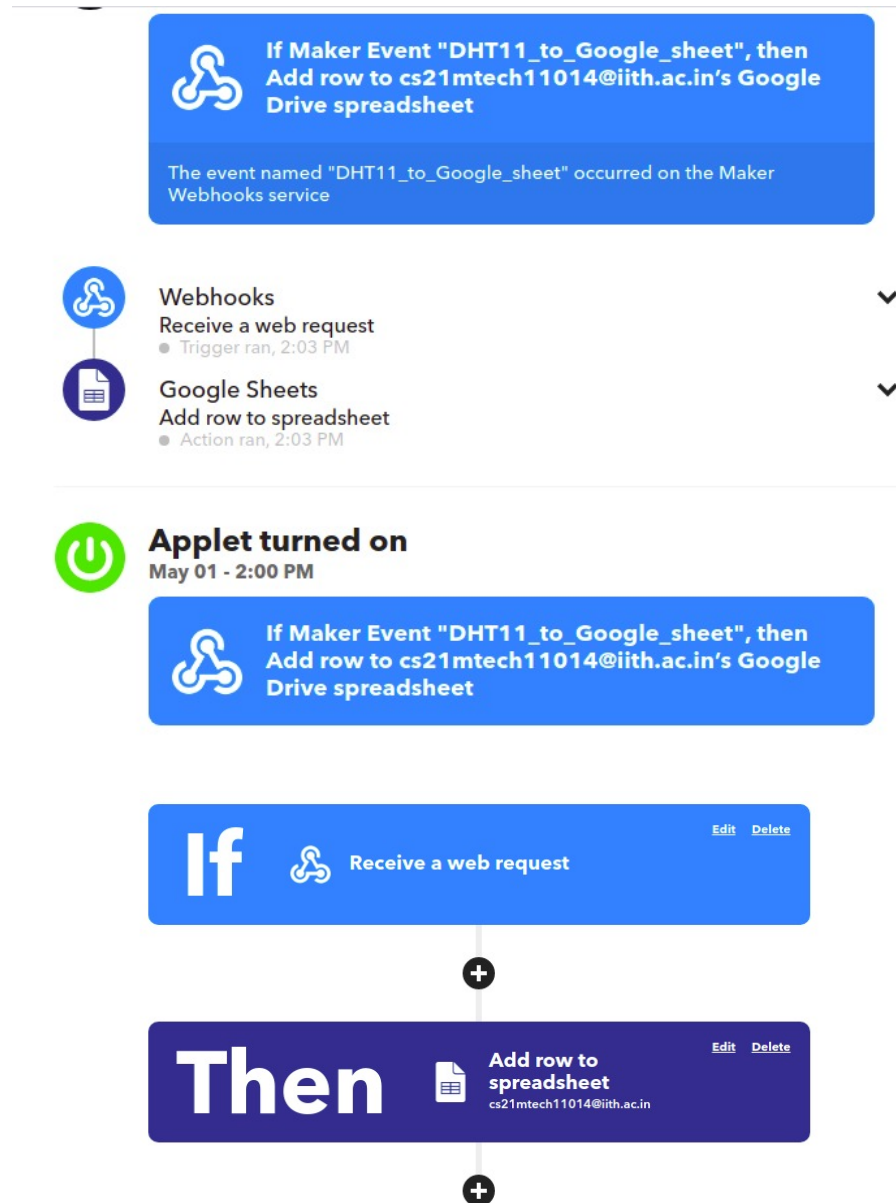 If Maker Event "DHT11_to_Google_sheet", then
Add row to cs21mtech11014@iith.ac.in’s Google
Drive spreadsheet
The event named "DHT11_to_Google_sheet" occurred on the Maker
Webhooks service
Webhooks
Receive a web request
Trigger ran, 2:03 PM
Google Sheets
Add row to spreadsheet
Action ran, 2:03 PM
Applet turned on
May 01 - 2:00 PM
If Maker Event "DHT11_to_Google_sheet", then
Add row to cs21mtech11014@iith.ac.in’s Google
Drive spreadsheet
Edit Delete
If Receive a web request
Edit Delete
Then Add row to
spreadsheet
cs21mtech11014@iith.ac.in